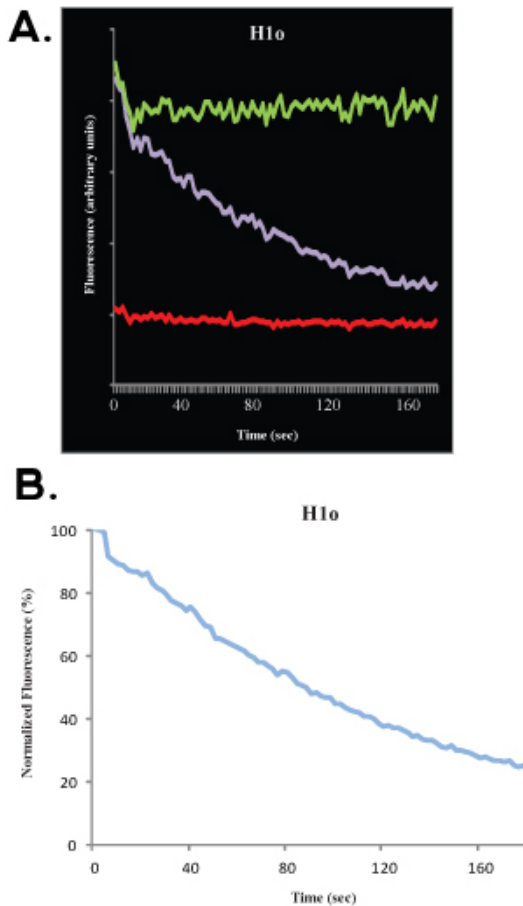 A.
H1o
Fluorescence (arbitrary units)
0 40 80 120 160
Time (sec)
B.
H1o
100
80
60
40
20
0
Normalized Fluorescence (%)
0 40 80 120 160
Time (sec)